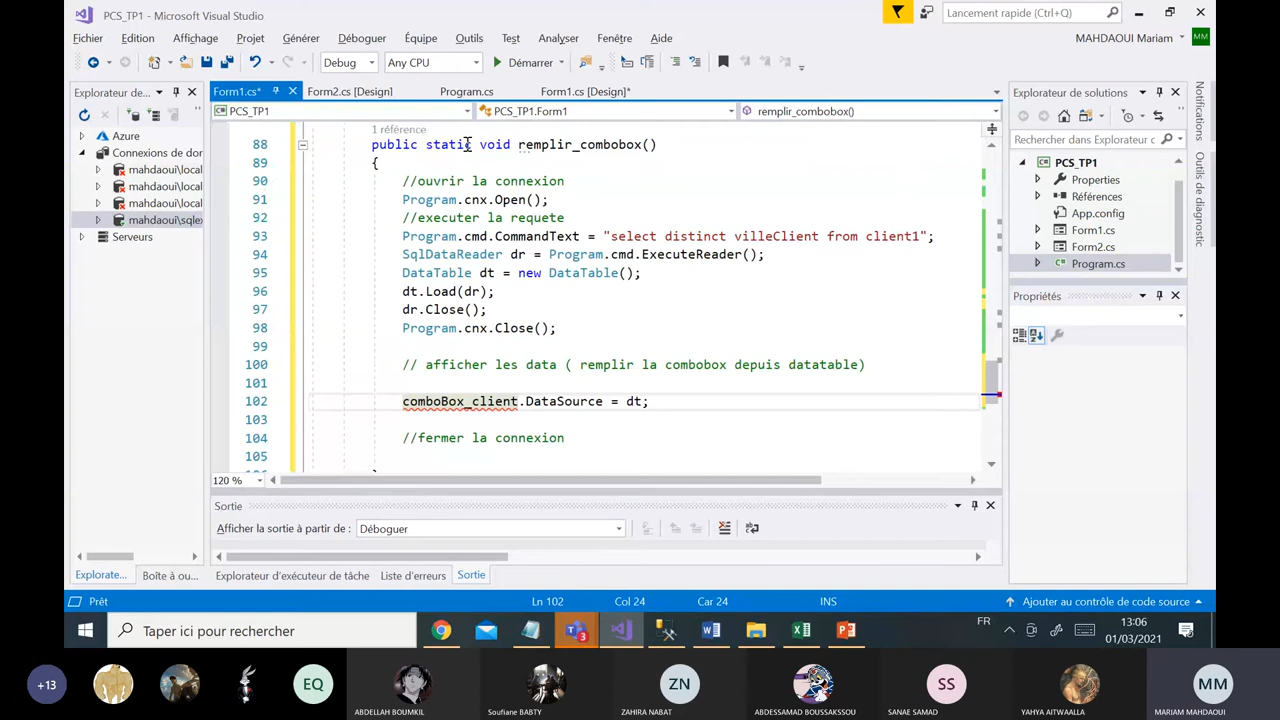 PCS_TP1 - Microsoft Visual Studio
Lancement rapide (Ctrl+Q)
Fichier Edition Affichage Projet Générer Déboguer Équipe Outils Test Analyser Fenêtre Aide
MAHDAOUI Mariam
MM
Debug
Any CPU
Démarrer
Explorateur de...
Form1.cs*
Form2.cs [Design]
Program.cs
Form1.cs [Design]*
Explorateur de solutions
PCS_TP1
PCS_TP1.Form1
remplir_combobox()
Rechercher dans Explorer
Azure
Connexions de dor
mahdaoui\local
mahdaoui\local
mahdaoui\local
mahdaoui\sqlex
Serveurs
1 référence
88 public static void remplir_combobox()
89 {
90 //ouvrir la connexion
91 Program.cnx.Open();
92 //executer la requete
93 Program.cmd.CommandText = "select distinct villeClient from client1";
94 SqlDataReader dr = Program.cmd.ExecuteReader();
95 DataTable dt = new DataTable();
96 dt.Load(dr);
97 dr.Close();
98 Program.cnx.Close();
99
100 // afficher les data ( remplir la combobox depuis datatable)
101
102 comboBox_client.DataSource = dt;
103
104 //fermer la connexion
105
PCS_TP1
Properties
Références
App.config
Form1.cs
Form2.cs
Program.cs
Propriétés
Notifications
Outils de diagnostic
120 %
Sortie
Afficher la sortie à partir de :
Déboguer
Explorate...
Boîte à ou...
Explorateur d'exécuteur de tâche
Liste d'erreurs
Sortie
Prêt
Ln 102
Col 24
Car 24
INS
Ajouter au contrôle de code source
Taper ici pour rechercher
3
FR
13:06
01/03/2021
+13
EQ
ABDELLAH BOUMKIL
Soufiane BABTY
ZN
ZAHIRA NABAT
ABDESSAMAD BOUSSAKSSOU
SS
SANAE SAMAD
YAHYA AITWAALLA
MM
MARIAM MAHDAOUI